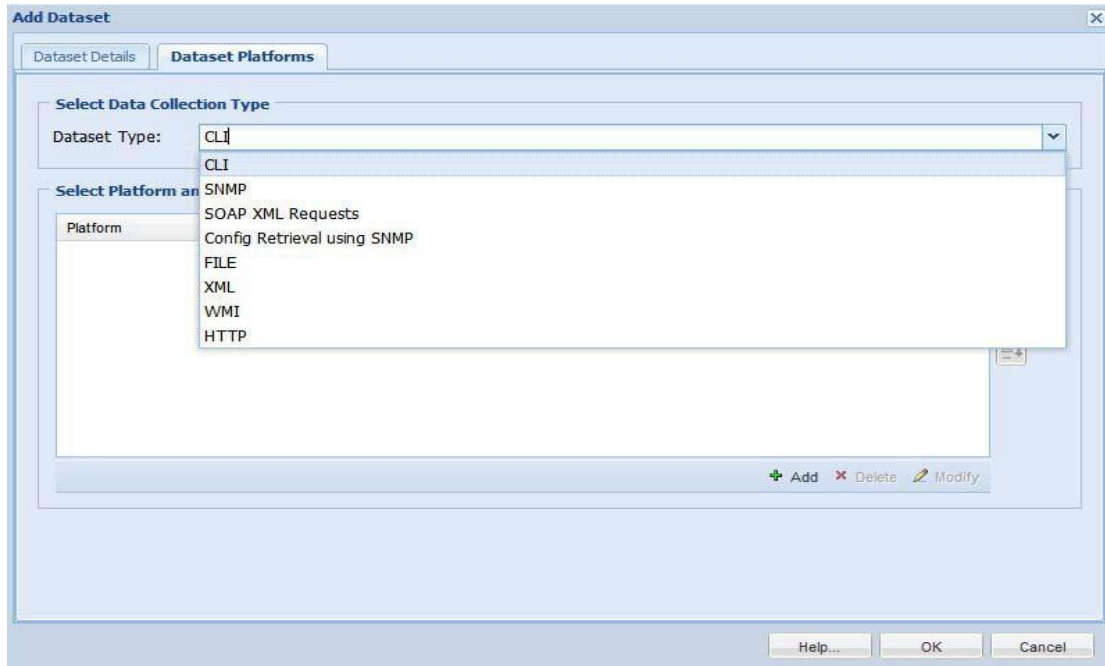 Add Dataset
Dataset Details
Dataset Platforms
Select Data Collection Type
Dataset Type:
CLI
CLI
SNMP
SOAP XML Requests
Config Retrieval using SNMP
FILE
XML
WMI
HTTP
Select Platform an
Platform
Add
Delete
Modify
Help...
OK
Cancel